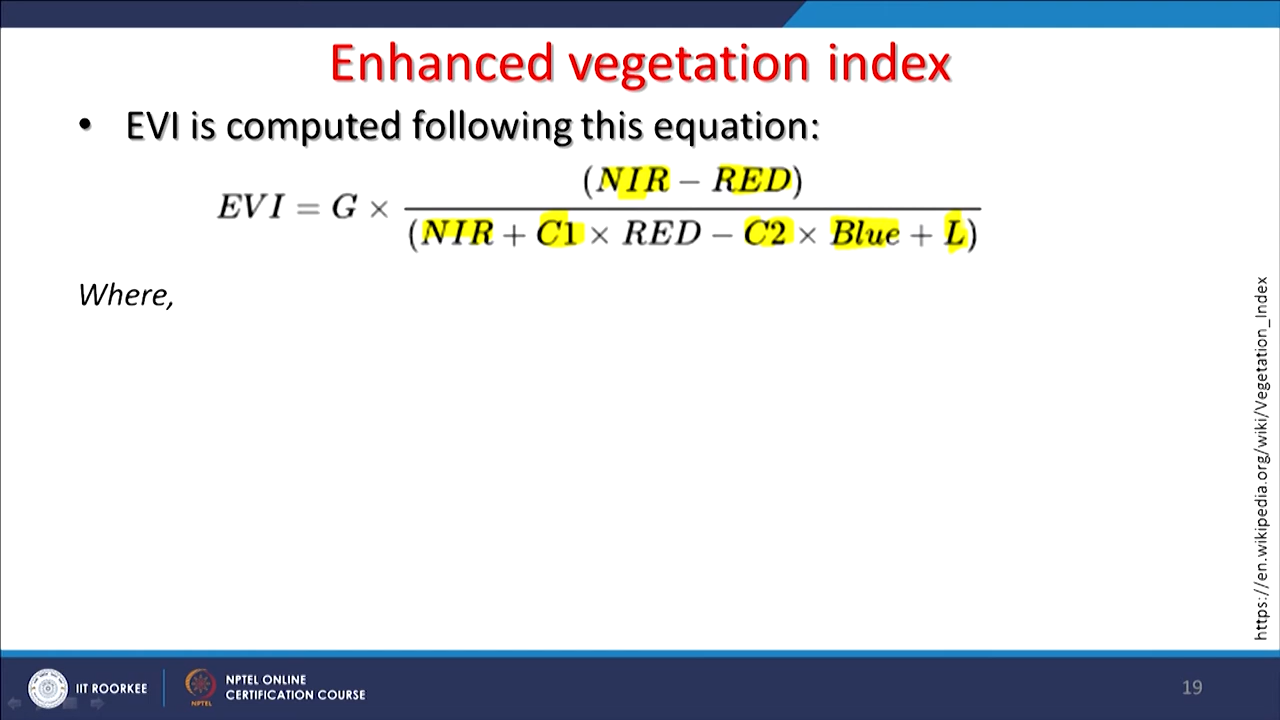 Enhanced vegetation index
• EVI is computed following this equation:
EVI = G × (NIR − RED) / (NIR + C1 × RED − C2 × Blue + L)
Where,
https://en.wikipedia.org/wiki/Vegetation_Index
IIT ROORKEE
NPTEL
NPTEL ONLINE
CERTIFICATION COURSE
19